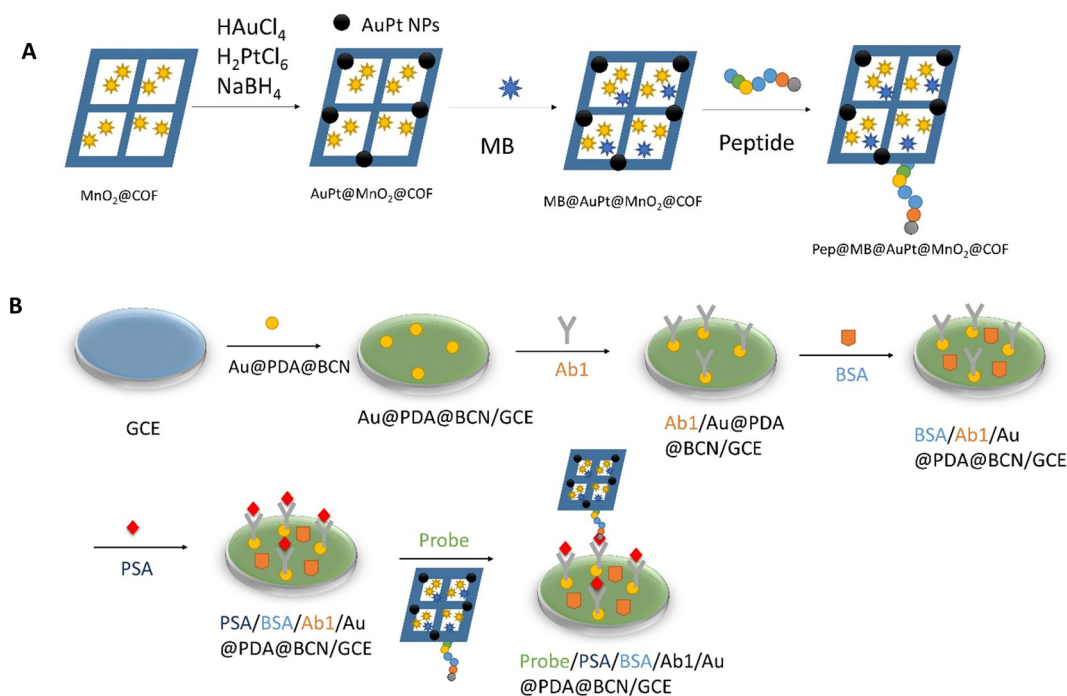 A
HAuCl₄
H₂PtCl₆
NaBH₄
AuPt NPs
MB
Peptide
MnO₂@COF
AuPt@MnO₂@COF
MB@AuPt@MnO₂@COF
Pep@MB@AuPt@MnO₂@COF
B
Au@PDA@BCN
Ab1
BSA
GCE
Au@PDA@BCN/GCE
Ab1/Au@PDA
@BCN/GCE
BSA/Ab1/Au
@PDA@BCN/GCE
PSA
Probe
PSA/BSA/Ab1/Au
@PDA@BCN/GCE
Probe/PSA/BSA/Ab1/Au
@PDA@BCN/GCE